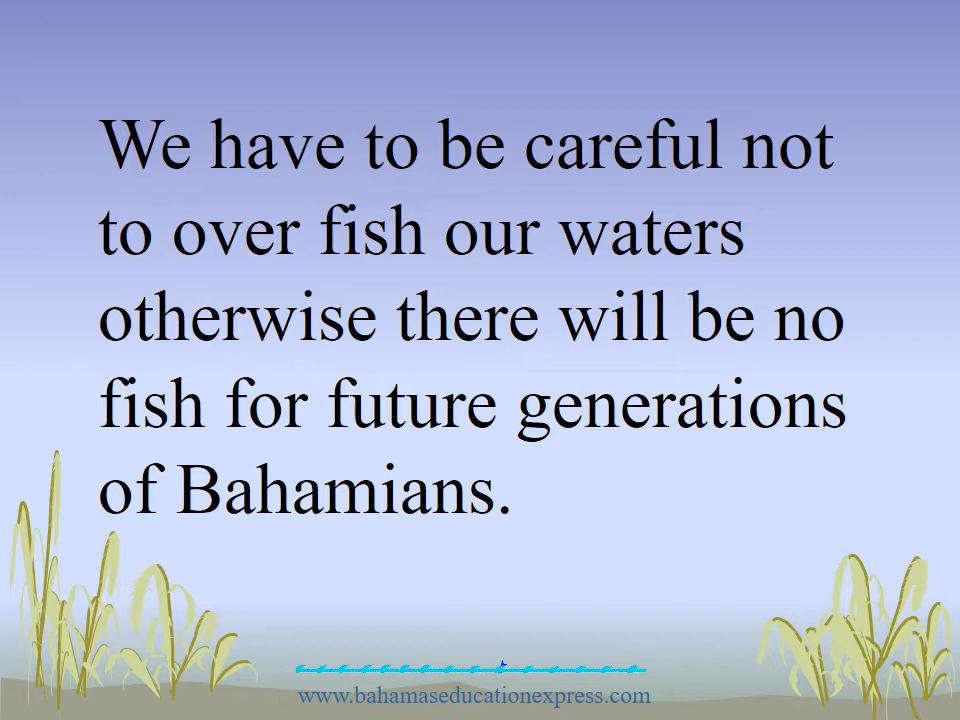 We have to be careful not
to over fish our waters
otherwise there will be no
fish for future generations
of Bahamians.
www.bahamaseducationexpress.com